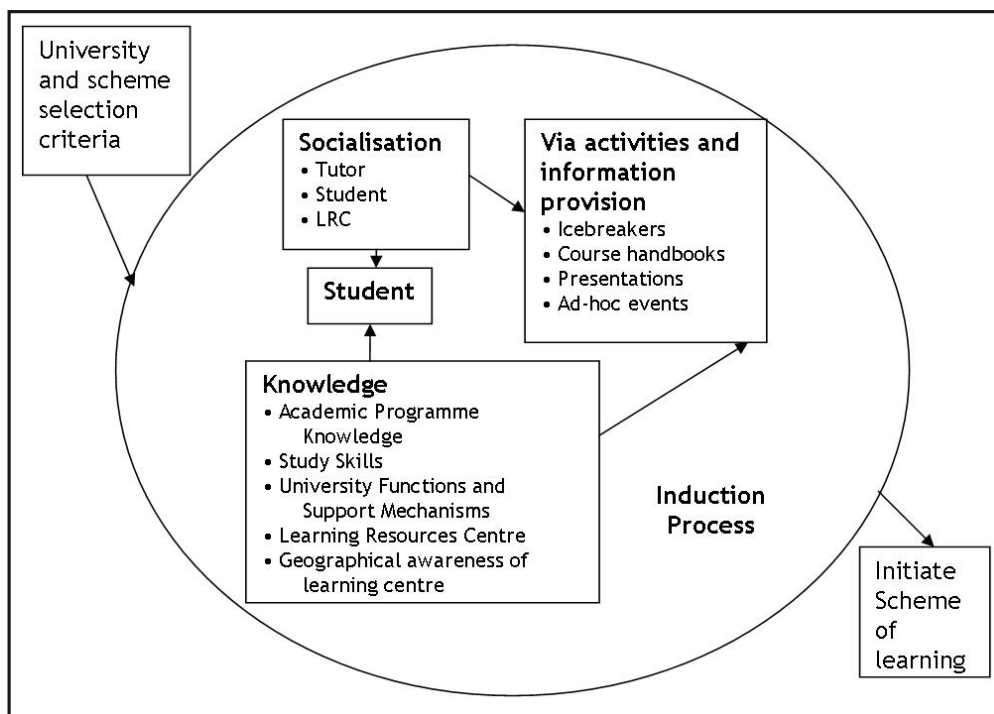 University
and scheme
selection
criteria
Socialisation
• Tutor
• Student
• LRC
Via activities and
information
provision
• Icebreakers
• Course handbooks
• Presentations
• Ad-hoc events
Student
Knowledge
• Academic Programme
Knowledge
• Study Skills
• University Functions and
Support Mechanisms
• Learning Resources Centre
• Geographical awareness of
learning centre
Induction
Process
Initiate
Scheme
of
learning